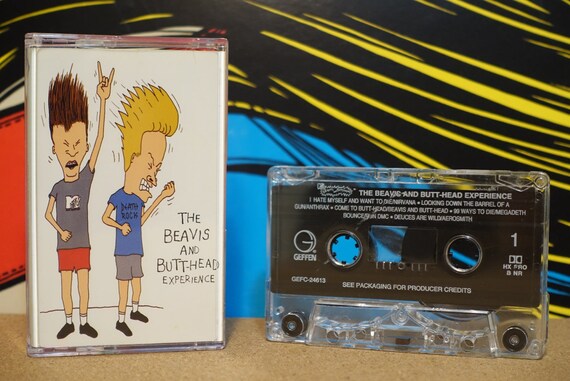 DEATH
ROCK
THE
BEAVIS
AND
BUTT-HEAD
EXPERIENCE
THE BEAVIS AND BUTT-HEAD EXPERIENCE
I HATE MYSELF AND WANT TO DIE/NIRVANA • LOOKING DOWN THE BARREL OF A
GUN/ANTHRAX • COME TO BUTT-HEAD/BEAVIS AND BUTT-HEAD • 99 WAYS TO DIE/MEGADETH
BOUNCE/RUN DMC • DEUCES ARE WILD/AEROSMITH
G
GEFFEN
1
HX PRO
B NR
GEFC-24613
SEE PACKAGING FOR PRODUCER CREDITS